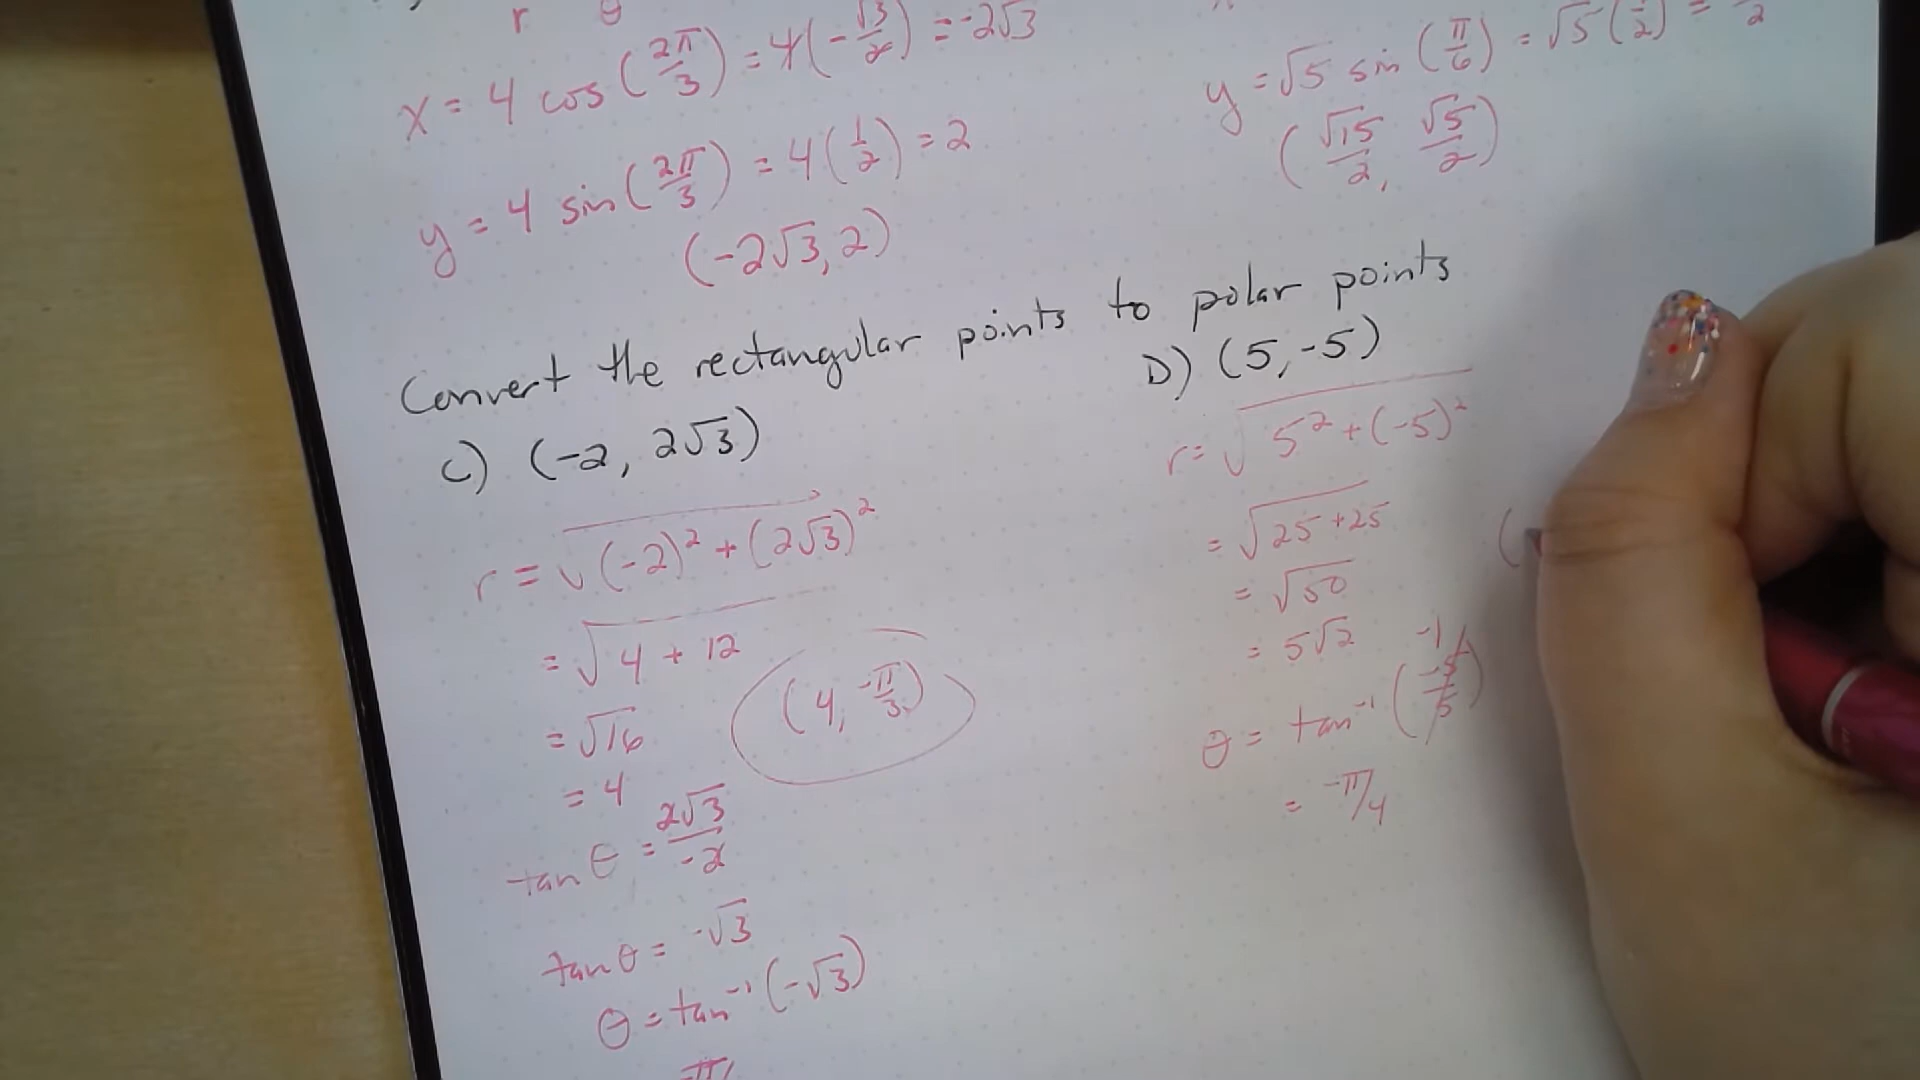 r θ
x = 4 cos (2π/3) = 4(-√3/2) = -2√3
y = 4 sin (2π/3) = 4(1/2) = 2
(-2√3, 2)
y = √5 sin (π/6) = √5 (1/2) =
(√15/2, √5/2)
Convert the rectangular points to polar points
C) (-2, 2√3)
r = √(-2)² + (2√3)²
= √4 + 12
= √16
= 4
(4, -π/3)
tan θ = 2√3/-2
tan θ = -√3
θ = tan⁻¹(-√3)
D) (5, -5)
r = √5² + (-5)²
= √25 + 25
= √50
= 5√2
-1
θ = tan⁻¹(-5/5)
= -π/4
(